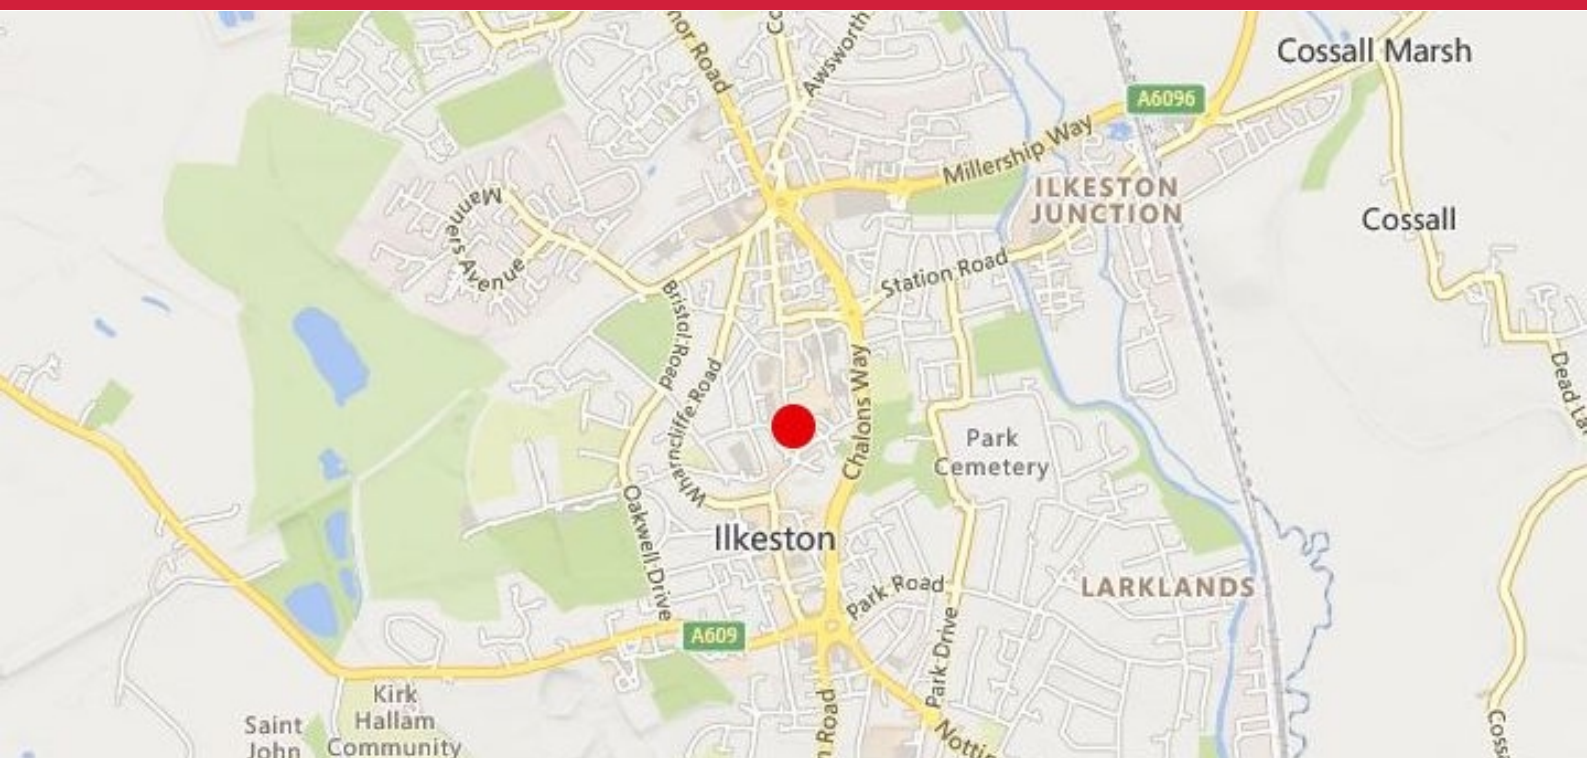 Awsworth
Cossall Marsh
A6096
Millership Way
ILKESTON
JUNCTION
Manners Avenue
Cossall
Station Road
Bristol Road
Wharncliffe Road
Chalons Way
Park
Cemetery
Oakwell Drive
Ilkeston
Park Road
LARKLANDS
A609
Park Drive
Kirk
Hallam
Community
Saint
John
Road